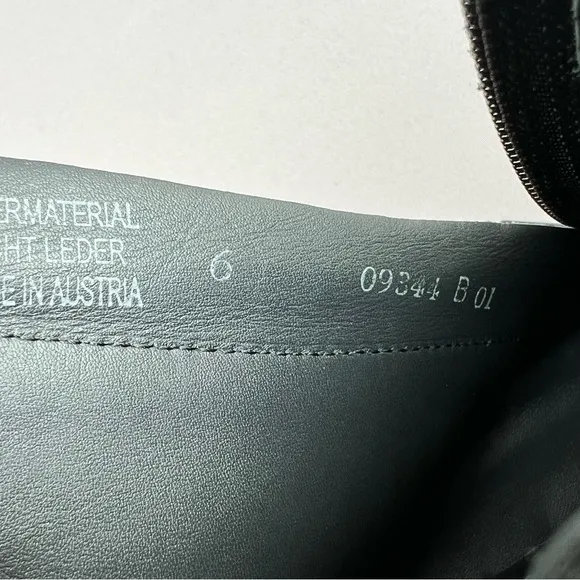 ERMATERIAL
HT LEDER
E IN AUSTRIA
6
09344 B 01